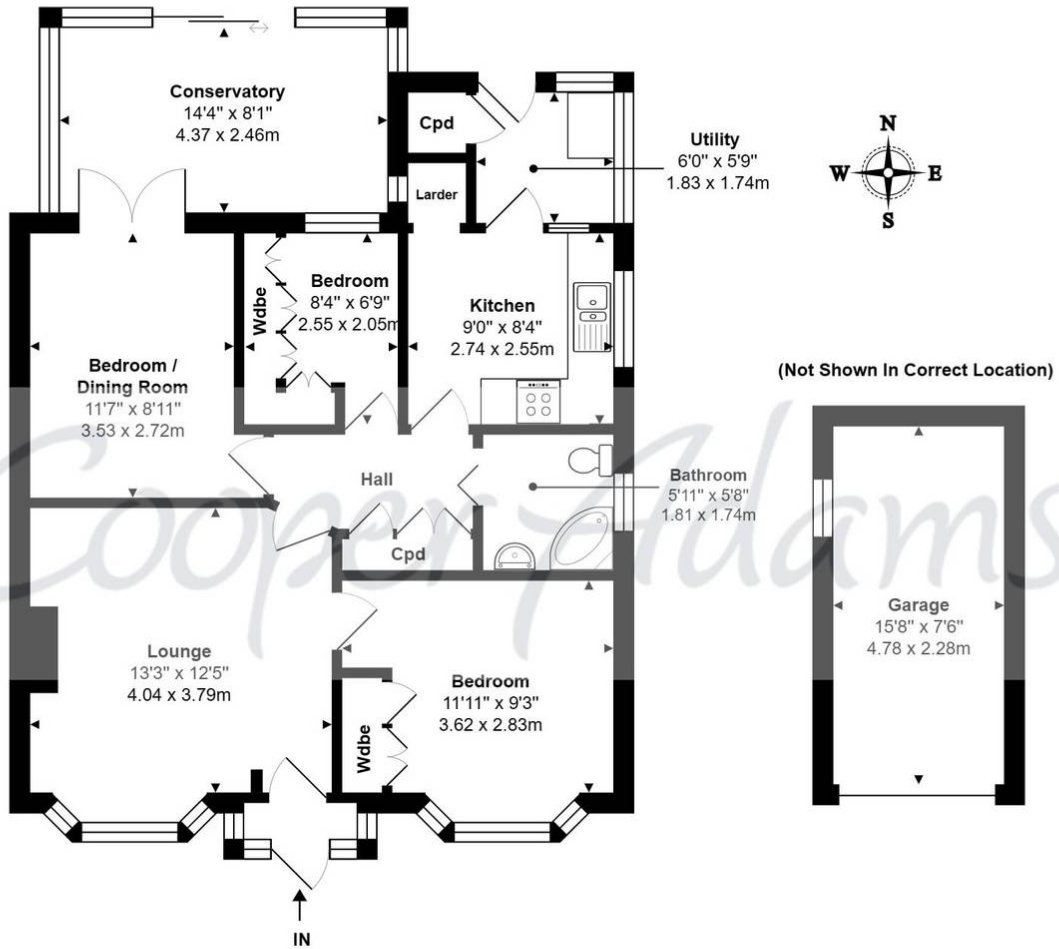 Conservatory
14'4" x 8'1"
4.37 x 2.46m
Cpd
Larder
Utility
6'0" x 5'9"
1.83 x 1.74m
N
W
E
S
Wdbe
Bedroom
8'4" x 6'9"
2.55 x 2.05m
Kitchen
9'0" x 8'4"
2.74 x 2.55m
Bedroom /
Dining Room
11'7" x 8'11"
3.53 x 2.72m
(Not Shown In Correct Location)
Hall
Bathroom
5'11" x 5'8"
1.81 x 1.74m
Cooper Adams
Cpd
Lounge
13'3" x 12'5"
4.04 x 3.79m
Garage
15'8" x 7'6"
4.78 x 2.28m
Bedroom
11'11" x 9'3"
3.62 x 2.83m
Wdbe
IN